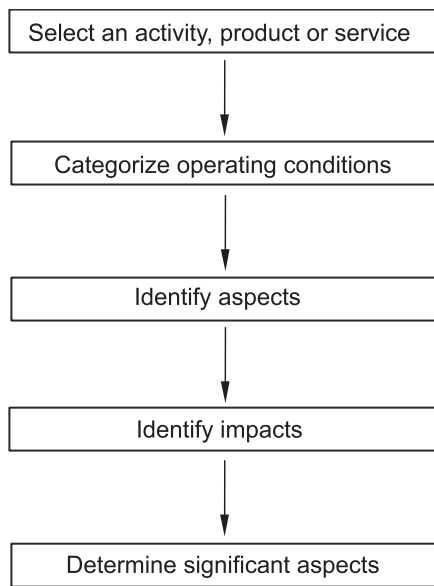 Select an activity, product or service
Categorize operating conditions
Identify aspects
Identify impacts
Determine significant aspects